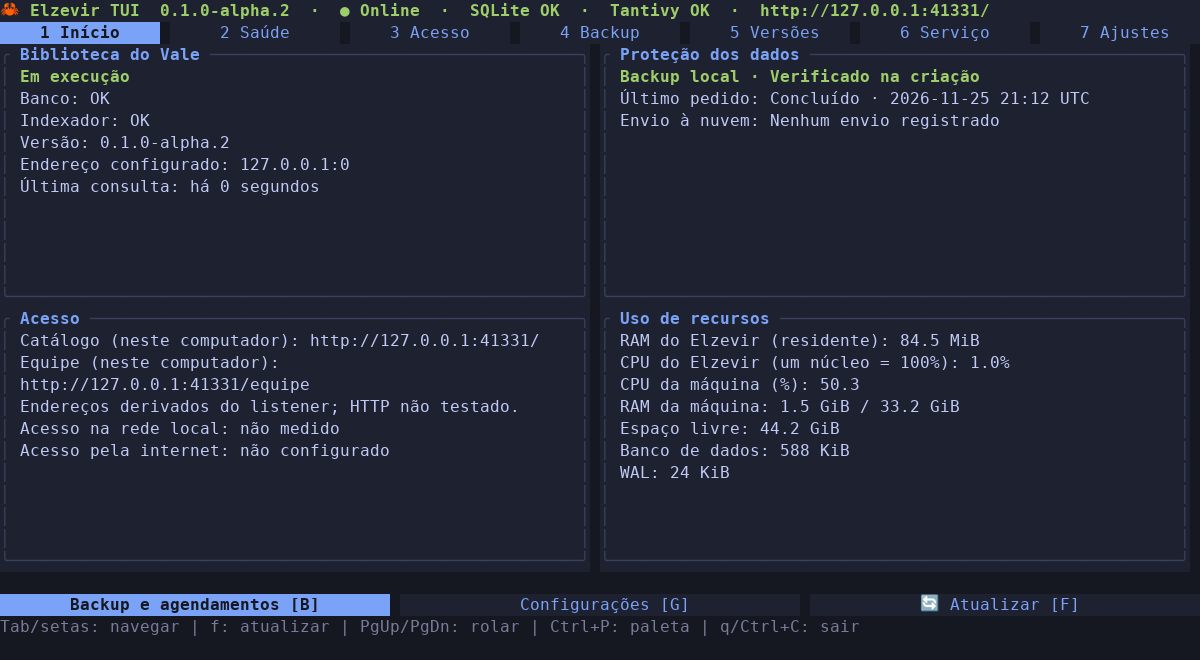 Elzevir TUI 0.1.0-alpha.2 · ● Online · SQLite OK · Tantivy OK · http://127.0.0.1:41331/
1 Início 2 Saúde 3 Acesso 4 Backup 5 Versões 6 Serviço 7 Ajustes
Biblioteca do Vale
Em execução
Banco: OK
Indexador: OK
Versão: 0.1.0-alpha.2
Endereço configurado: 127.0.0.1:0
Última consulta: há 0 segundos
Proteção dos dados
Backup local · Verificado na criação
Último pedido: Concluído · 2026-11-25 21:12 UTC
Envio à nuvem: Nenhum envio registrado
Acesso
Catálogo (neste computador): http://127.0.0.1:41331/
Equipe (neste computador):
http://127.0.0.1:41331/equipe
Endereços derivados do listener; HTTP não testado.
Acesso na rede local: não medido
Acesso pela internet: não configurado
Uso de recursos
RAM do Elzevir (residente): 84.5 MiB
CPU do Elzevir (um núcleo = 100%): 1.0%
CPU da máquina (%): 50.3
RAM da máquina: 1.5 GiB / 33.2 GiB
Espaço livre: 44.2 GiB
Banco de dados: 588 KiB
WAL: 24 KiB
Backup e agendamentos [B] Configurações [G] Atualizar [F]
Tab/setas: navegar | f: atualizar | PgUp/PgDn: rolar | Ctrl+P: paleta | q/Ctrl+C: sair